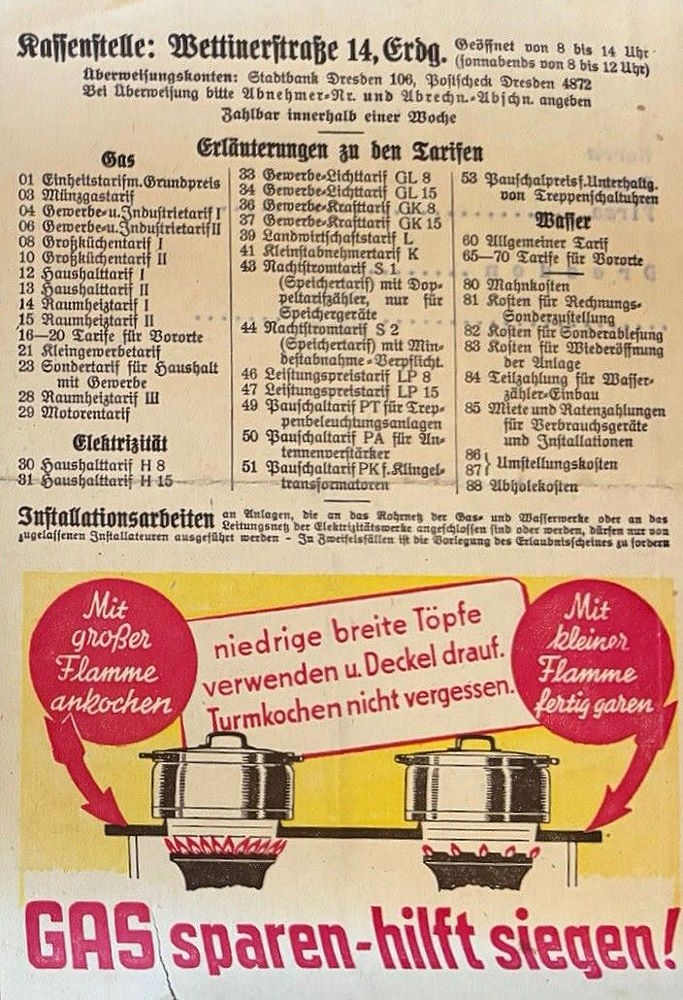 Kassenstelle: Wettinerstraße 14, Erdg.
Geöffnet von 8 bis 14 Uhr
(sonnabends von 8 bis 12 Uhr)
Überweisungskonten: Stadtbank Dresden 106, Postscheck Dresden 4872
Bei Überweisung bitte Abnehmer-Nr. und Abrechn.-Abschn. angeben
Zahlbar innerhalb einer Woche
Erläuterungen zu den Tarifen
Gas
01 Einheitstarif m. Grundpreis
03 Münzgastarif
04 Gewerbe- u. Industrietarif I
06 Gewerbe- u. Industrietarif II
08 Großküchentarif I
10 Großküchentarif II
12 Haushalttarif I
13 Haushalttarif II
14 Raumheiztarif I
15 Raumheiztarif II
16—20 Tarife für Vororte
21 Kleingewerbetarif
23 Sondertarif für Haushalt
mit Gewerbe
28 Raumheiztarif III
29 Motorentarif
Elektrizität
30 Haushalttarif H 8
31 Haushalttarif H 15
33 Gewerbe-Lichttarif GL 8
34 Gewerbe-Lichttarif GL 15
36 Gewerbe-Krafttarif GK 8
37 Gewerbe-Krafttarif GK 15
39 Landwirtschaftstarif L
41 Kleinstabnehmertarif K
43 Nachtstromtarif S 1
(Speichertarif) mit Dop-
peltarifzähler, nur für
Speichergeräte
44 Nachtstromtarif S 2
(Speichertarif) mit Min-
destabnahme-Verpflicht.
46 Leistungspreistarif LP 8
47 Leistungspreistarif LP 15
49 Pauschaltarif PT für Trep-
penbeleuchtungsanlagen
50 Pauschaltarif PA für An-
tennenverstärker
51 Pauschaltarif PK f. Klingel-
transformatoren
53 Pauschalpreis f. Unterhaltg.
von Treppenschaltuhren
Wasser
60 Allgemeiner Tarif
65—70 Tarife für Vororte
80 Mahnkosten
81 Kosten für Rechnungs-
Sonderzustellung
82 Kosten für Sonderablesung
83 Kosten für Wiederöffnung
der Anlage
84 Teilzahlung für Wasser-
zähler-Einbau
85 Miete und Ratenzahlungen
für Verbrauchsgeräte
und Installationen
86
87 } Umstellungskosten
88 Abholekosten
Installationsarbeiten an Anlagen, die an das Rohrnetz der Gas- und Wasserwerke oder an das
Leitungsnetz der Elektrizitätswerke angeschlossen sind oder werden, dürfen nur von
zugelassenen Installateuren ausgeführt werden - In Zweifelsfällen ist die Vorlegung des Erlaubnisscheines zu fordern
Mit
großer
Flamme
ankochen
niedrige breite Töpfe
verwenden u. Deckel drauf.
Turmkochen nicht vergessen.
Mit
kleiner
Flamme
fertig garen
GAS sparen-hilft siegen!